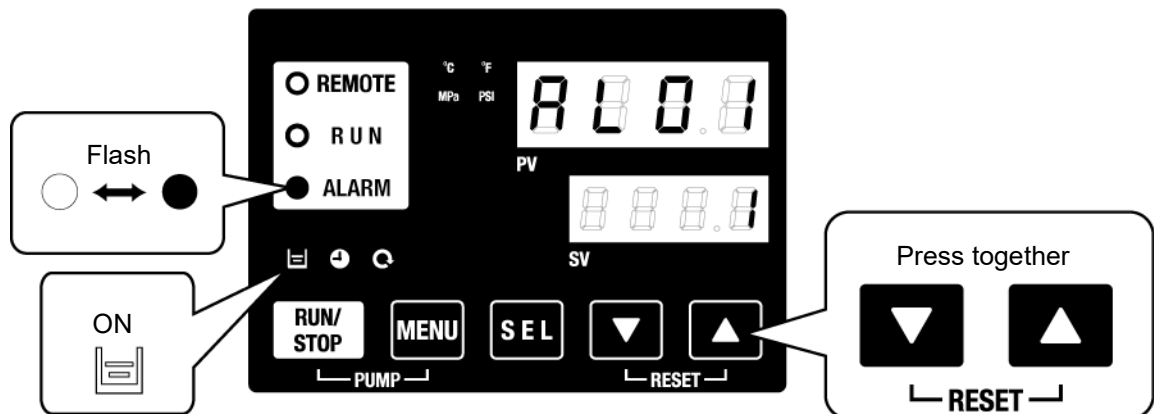 REMOTE
RUN
ALARM
°C °F
MPa PSI
AL01
PV
1
SV
Flash
ON
RUN/
STOP
MENU
SEL
PUMP
RESET
Press together
RESET